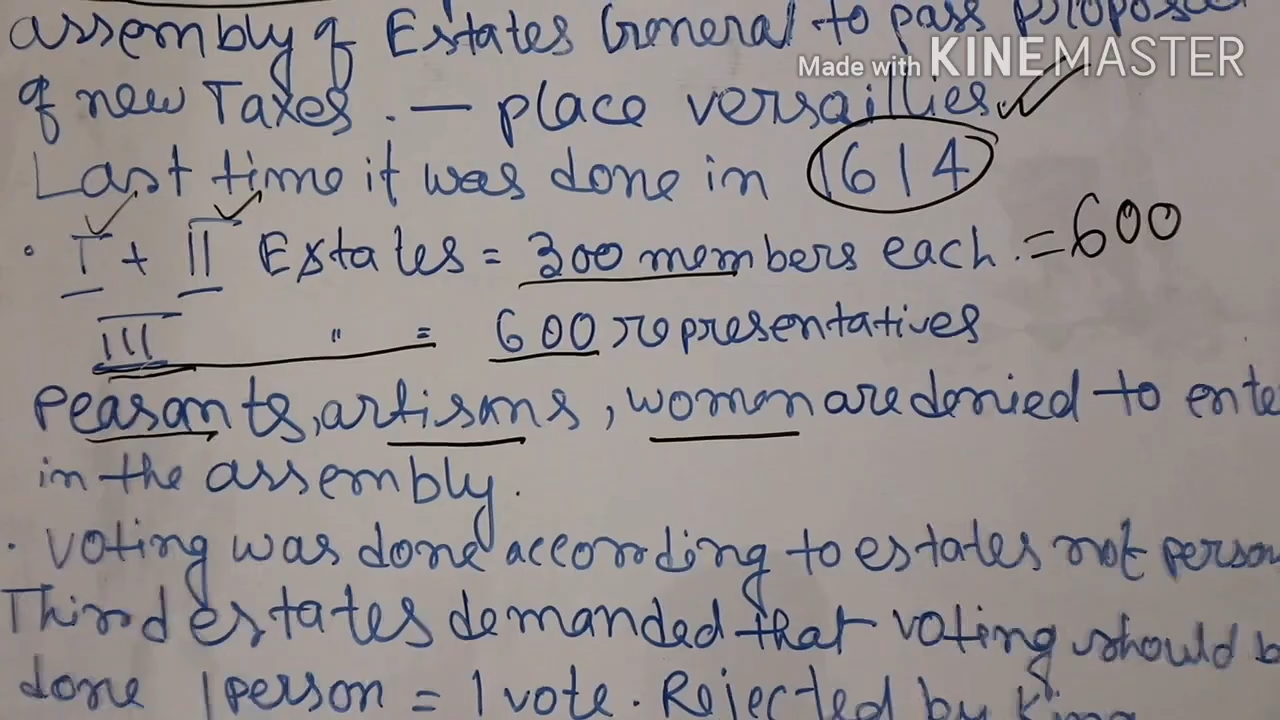 assembly of Estates General to pass proposal
Made with KINEMASTER
of new Taxes. — place versaillies
Last time it was done in 1614
• I + II Estates = 300 members each. = 600
III " = 600 representatives
Peasants, artisans, women are denied to ente
in the assembly.
• Voting was done according to estates not person
Third estates demanded that voting should b
done 1 person = 1 vote. Rejected by King